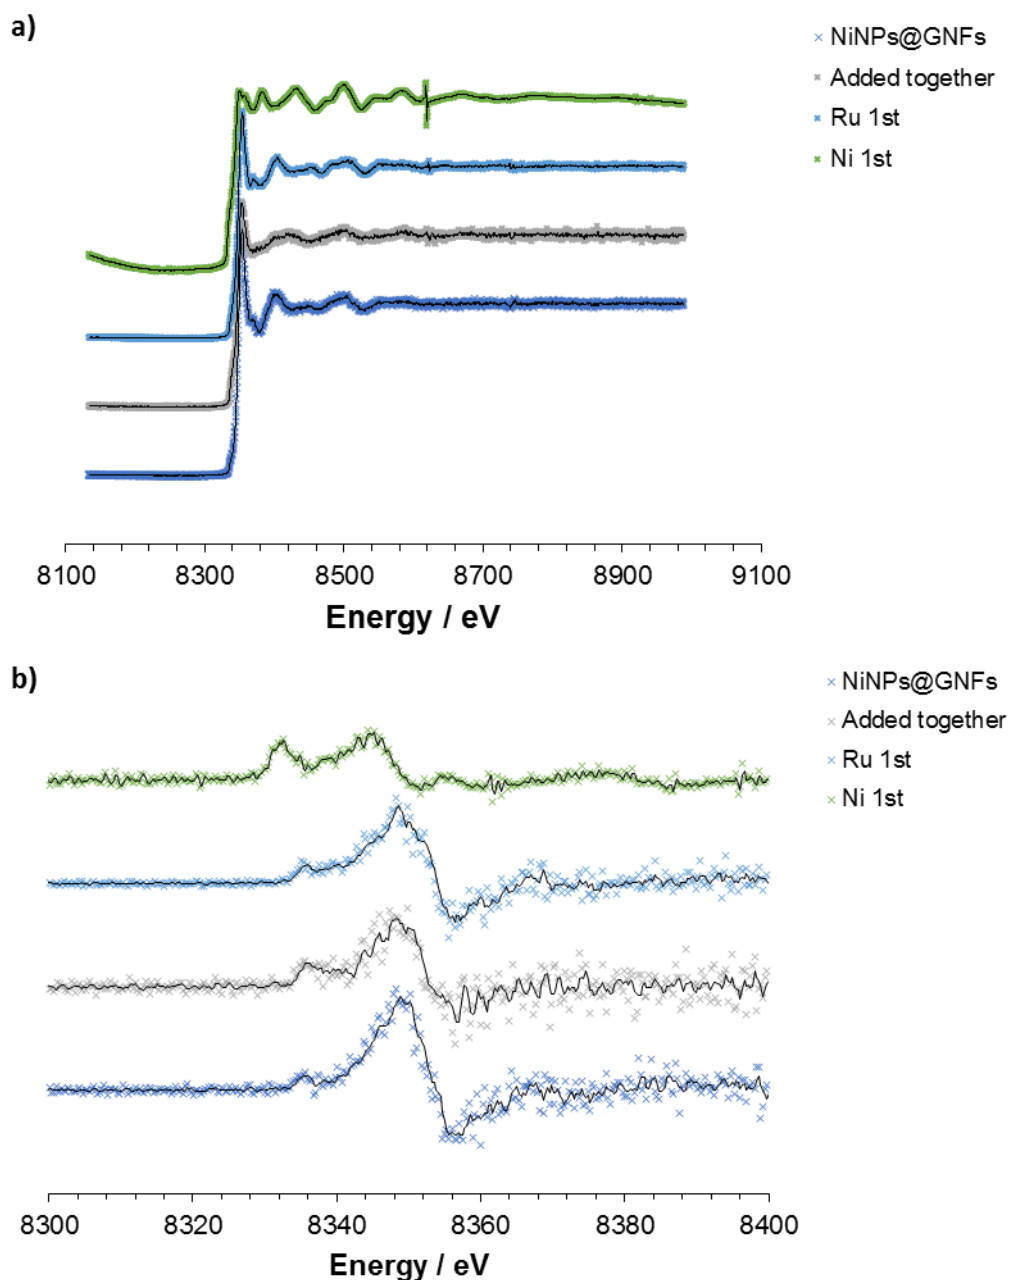 a)
NiNPs@GNFs
Added together
Ru 1st
Ni 1st
8100 8300 8500 8700 8900 9100
Energy / eV
b)
NiNPs@GNFs
Added together
Ru 1st
Ni 1st
8300 8320 8340 8360 8380 8400
Energy / eV